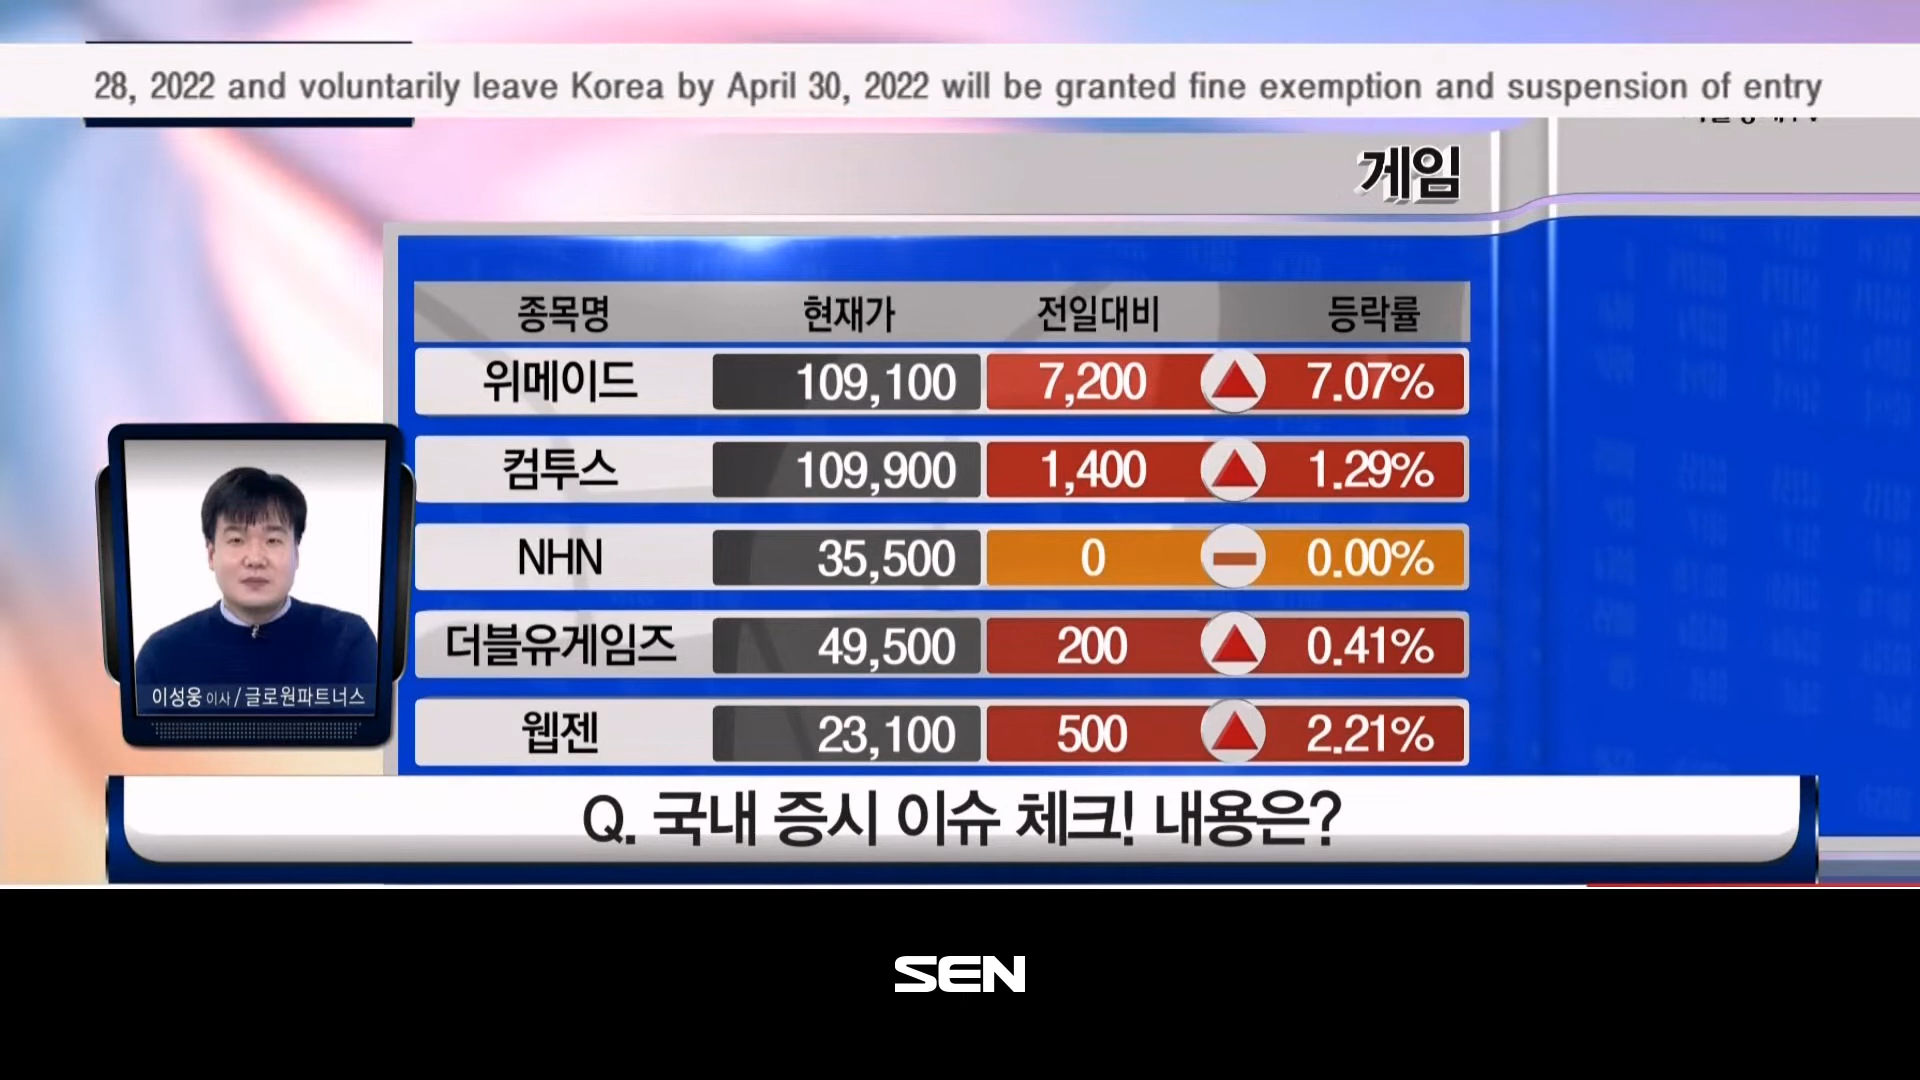 28, 2022 and voluntarily leave Korea by April 30, 2022 will be granted fine exemption and suspension of entry
게임
종목명 현재가 전일대비 등락률
위메이드 109,100 7,200 7.07%
컴투스 109,900 1,400 1.29%
NHN 35,500 0 0.00%
더블유게임즈 49,500 200 0.41%
웹젠 23,100 500 2.21%
이성웅 이사 / 글로원파트너스
Q. 국내 증시 이슈 체크! 내용은?
SEN